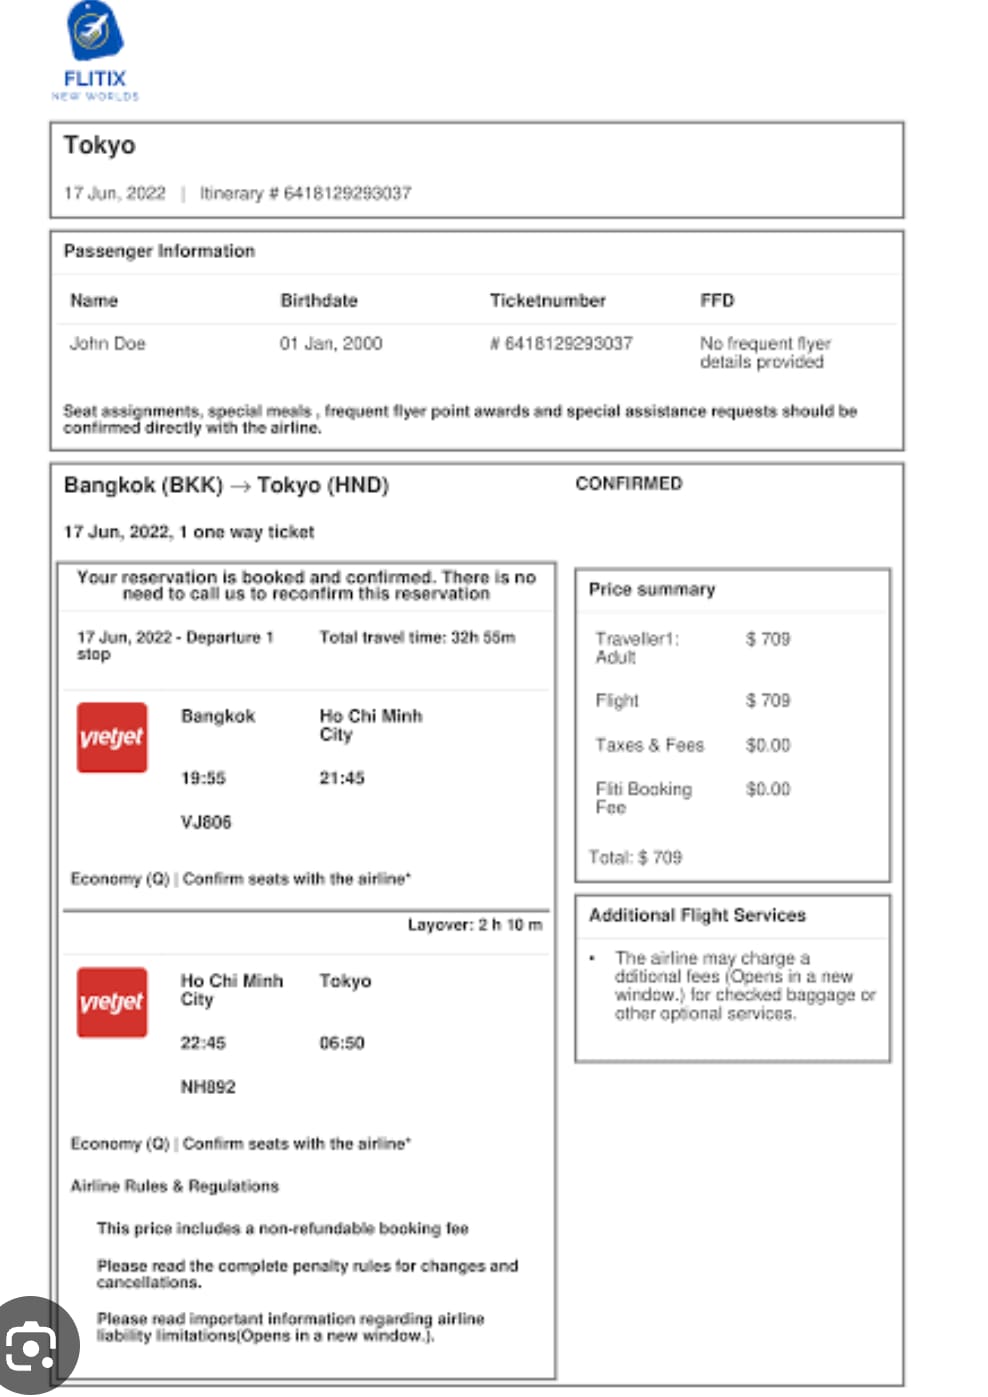 FLITIX
NEW WORLDS
Tokyo
17 Jun, 2022 | Itinerary # 6418129293037
Passenger Information
Name Birthdate Ticketnumber FFD
John Doe 01 Jan, 2000 # 6418129293037 No frequent flyer
details provided
Seat assignments, special meals , frequent flyer point awards and special assistance requests should be
confirmed directly with the airline.
Bangkok (BKK) → Tokyo (HND)
CONFIRMED
17 Jun, 2022, 1 one way ticket
Your reservation is booked and confirmed. There is no
need to call us to reconfirm this reservation
17 Jun, 2022 - Departure 1
stop
Total travel time: 32h 55m
vietjet
Bangkok
Ho Chi Minh
City
19:55 21:45
VJ806
Economy (Q) | Confirm seats with the airline*
Layover: 2 h 10 m
vietjet
Ho Chi Minh
City
Tokyo
22:45 06:50
NH892
Economy (Q) | Confirm seats with the airline*
Airline Rules & Regulations
This price includes a non-refundable booking fee
Please read the complete penalty rules for changes and
cancellations.
Please read important information regarding airline
liability limitations(Opens in a new window.).
Price summary
Traveller1:
Adult
$ 709
Flight $ 709
Taxes & Fees $0.00
Fliti Booking
Fee
$0.00
Total: $ 709
Additional Flight Services
• The airline may charge a
dditional fees (Opens in a new
window.) for checked baggage or
other optional services.